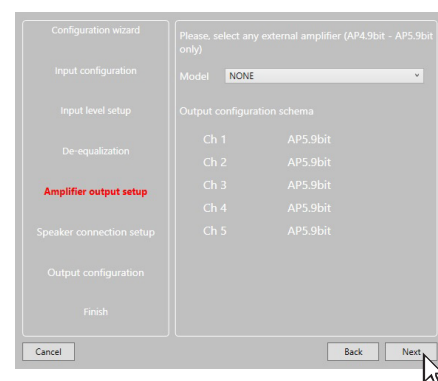 Configuration wizard
Input configuration
Input level setup
De-equalization
Amplifier output setup
Speaker connection setup
Output configuration
Finish
Please, select any external amplifier (AP4.9bit - AP5.9bit
only)
Model NONE
Output configuration schema
Ch 1 AP5.9bit
Ch 2 AP5.9bit
Ch 3 AP5.9bit
Ch 4 AP5.9bit
Ch 5 AP5.9bit
Cancel Back Next